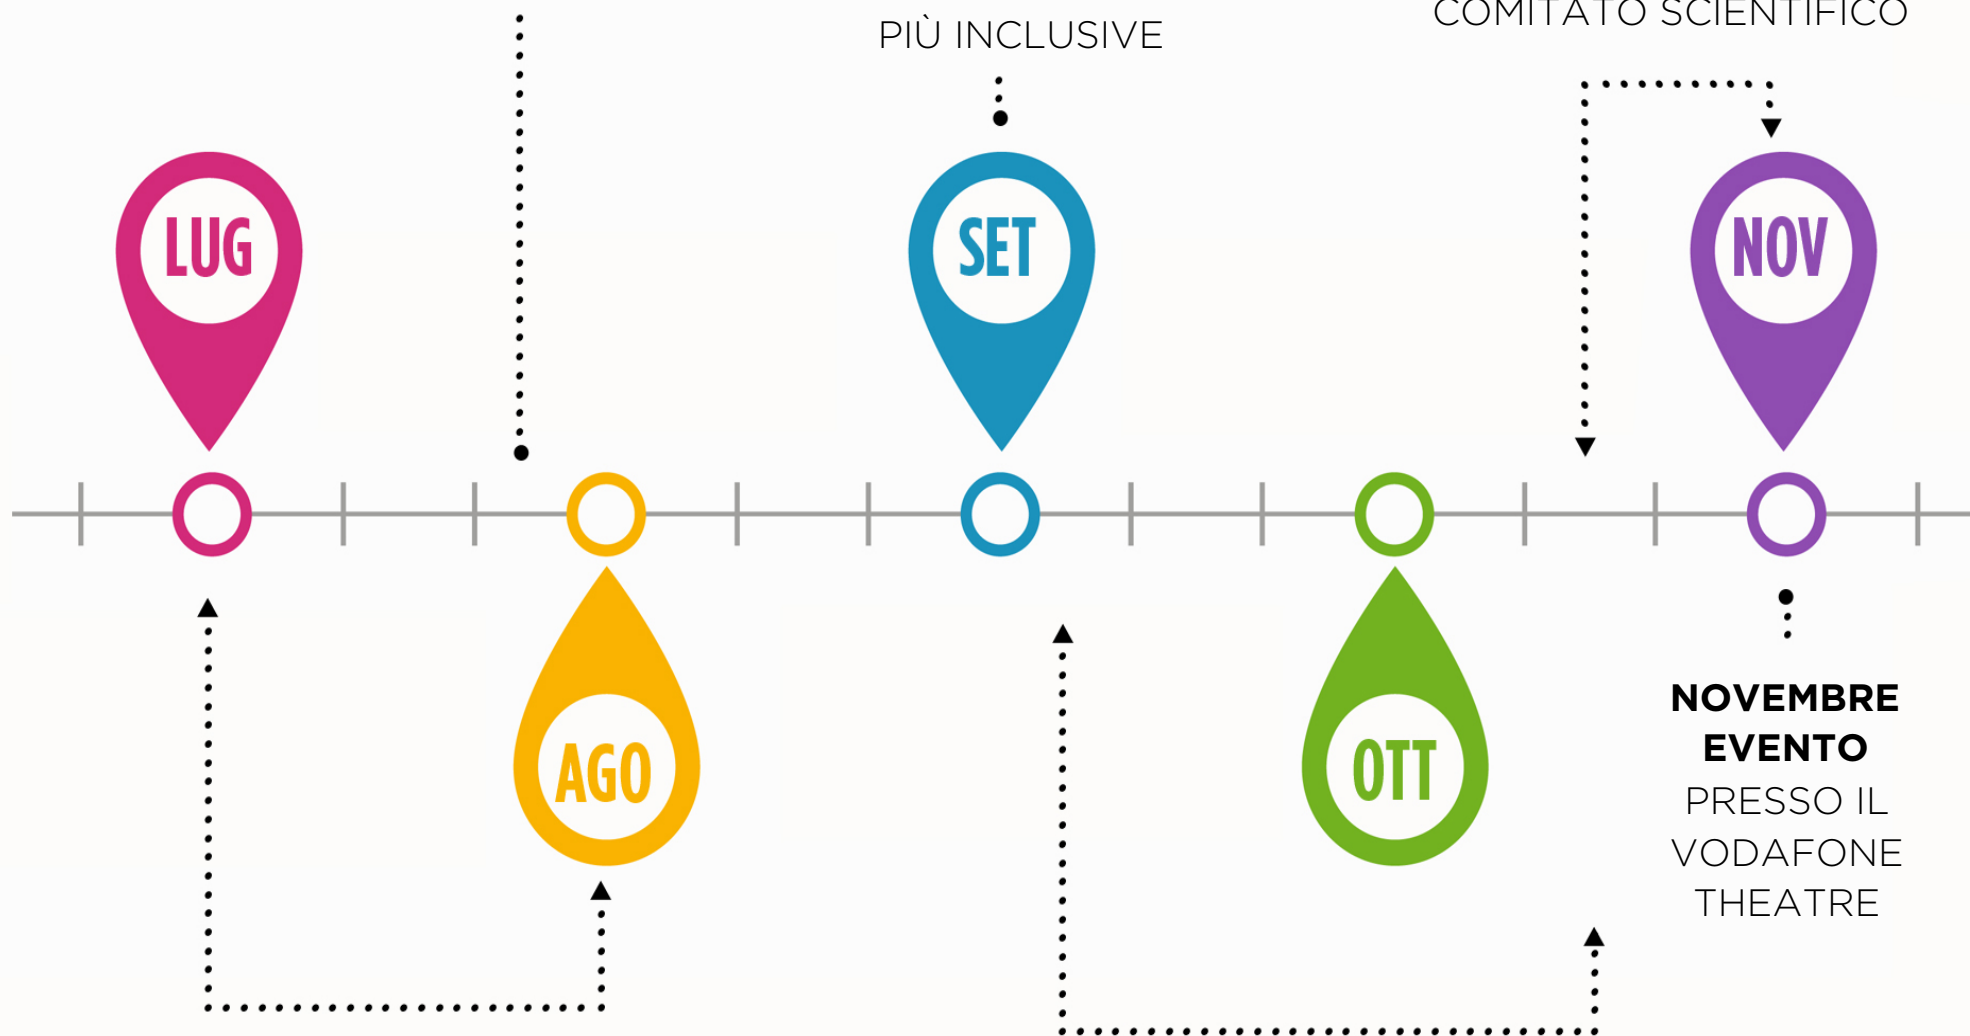 PIÙ INCLUSIVE
COMITATO SCIENTIFICO
LUG
SET
NOV
AGO
OTT
NOVEMBRE
EVENTO
PRESSO IL
VODAFONE
THEATRE